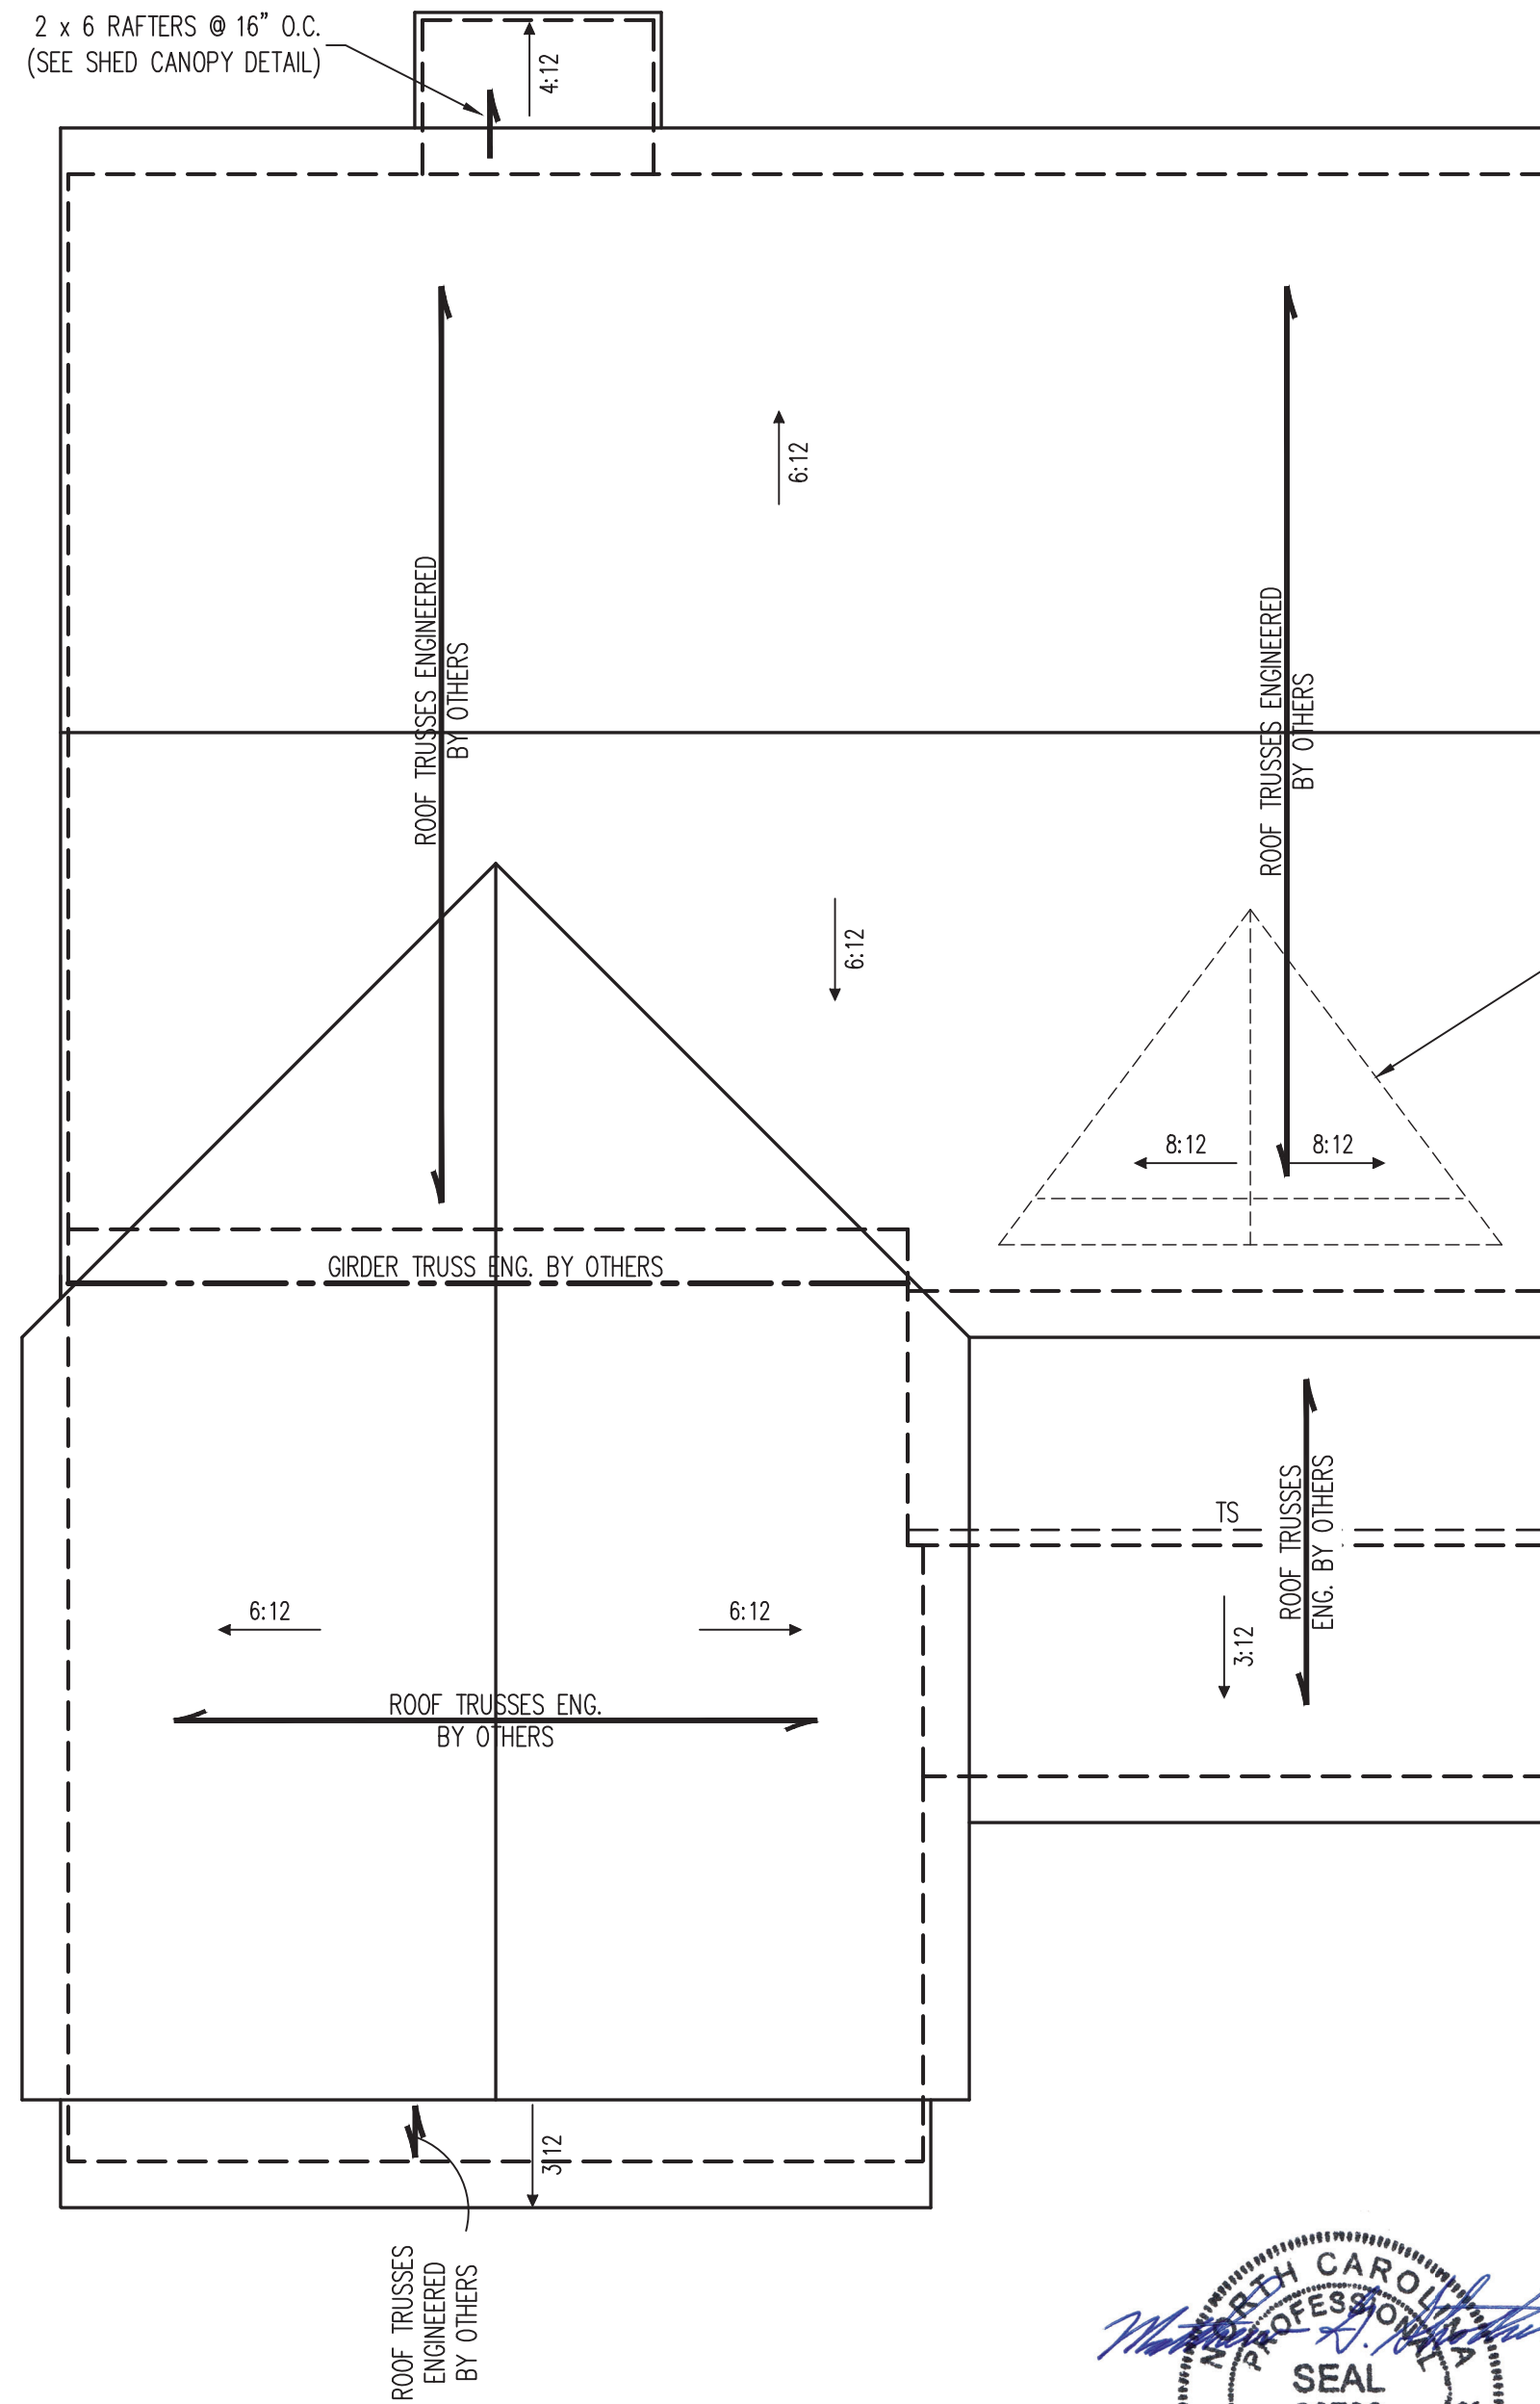 2 x 6 RAFTERS @ 16" O.C.
(SEE SHED CANOPY DETAIL)
4:12
6:12
ROOF TRUSSES ENGINEERED
BY OTHERS
ROOF TRUSSES ENGINEERED
BY OTHERS
6:12
8:12
8:12
GIRDER TRUSS ENG. BY OTHERS
TS
ROOF TRUSSES
ENG. BY OTHERS
3:12
6:12
6:12
ROOF TRUSSES ENG.
BY OTHERS
3:12
ROOF TRUSSES
ENGINEERED
BY OTHERS
NORTH CAROLINA
PROFESSIONAL
SEAL